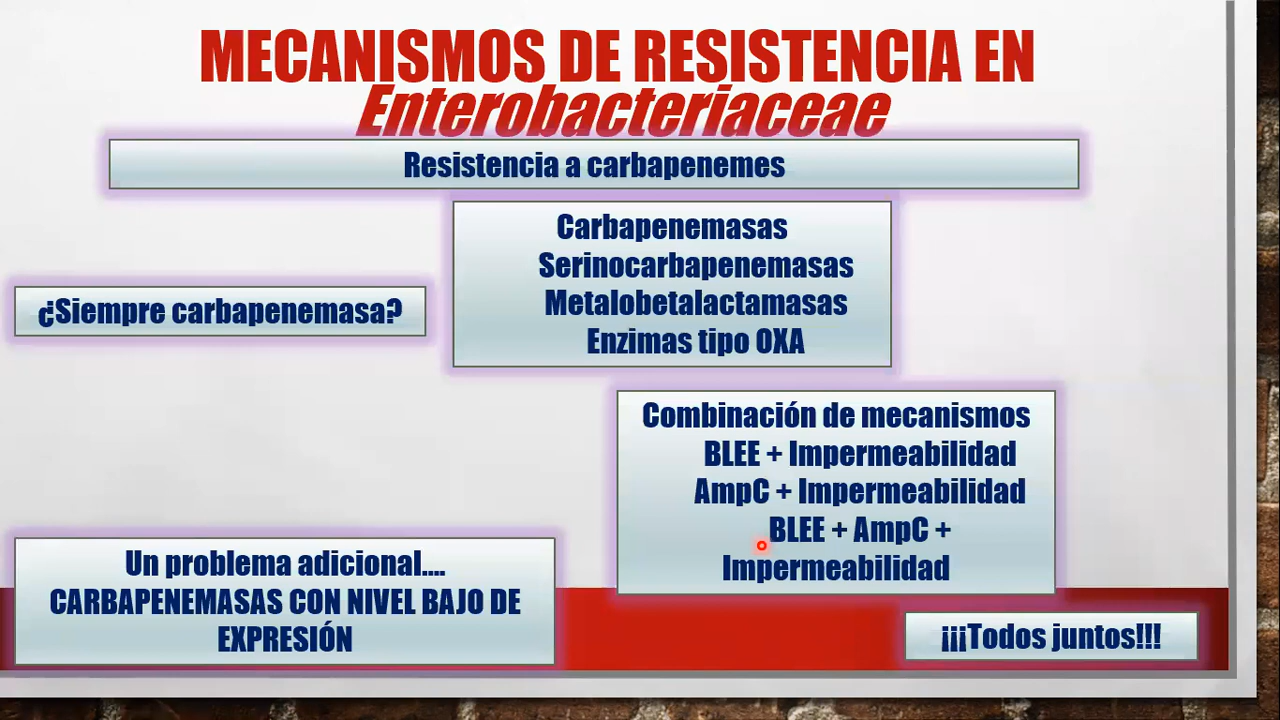 MECANISMOS DE RESISTENCIA EN
Enterobacteriaceae
Resistencia a carbapenemes
Carbapenemasas
Serinocarbapenemasas
Metalobetalactamasas
Enzimas tipo OXA
¿Siempre carbapenemasa?
Combinación de mecanismos
BLEE + Impermeabilidad
AmpC + Impermeabilidad
BLEE + AmpC +
Impermeabilidad
Un problema adicional....
CARBAPENEMASAS CON NIVEL BAJO DE
EXPRESIÓN
¡¡¡Todos juntos!!!